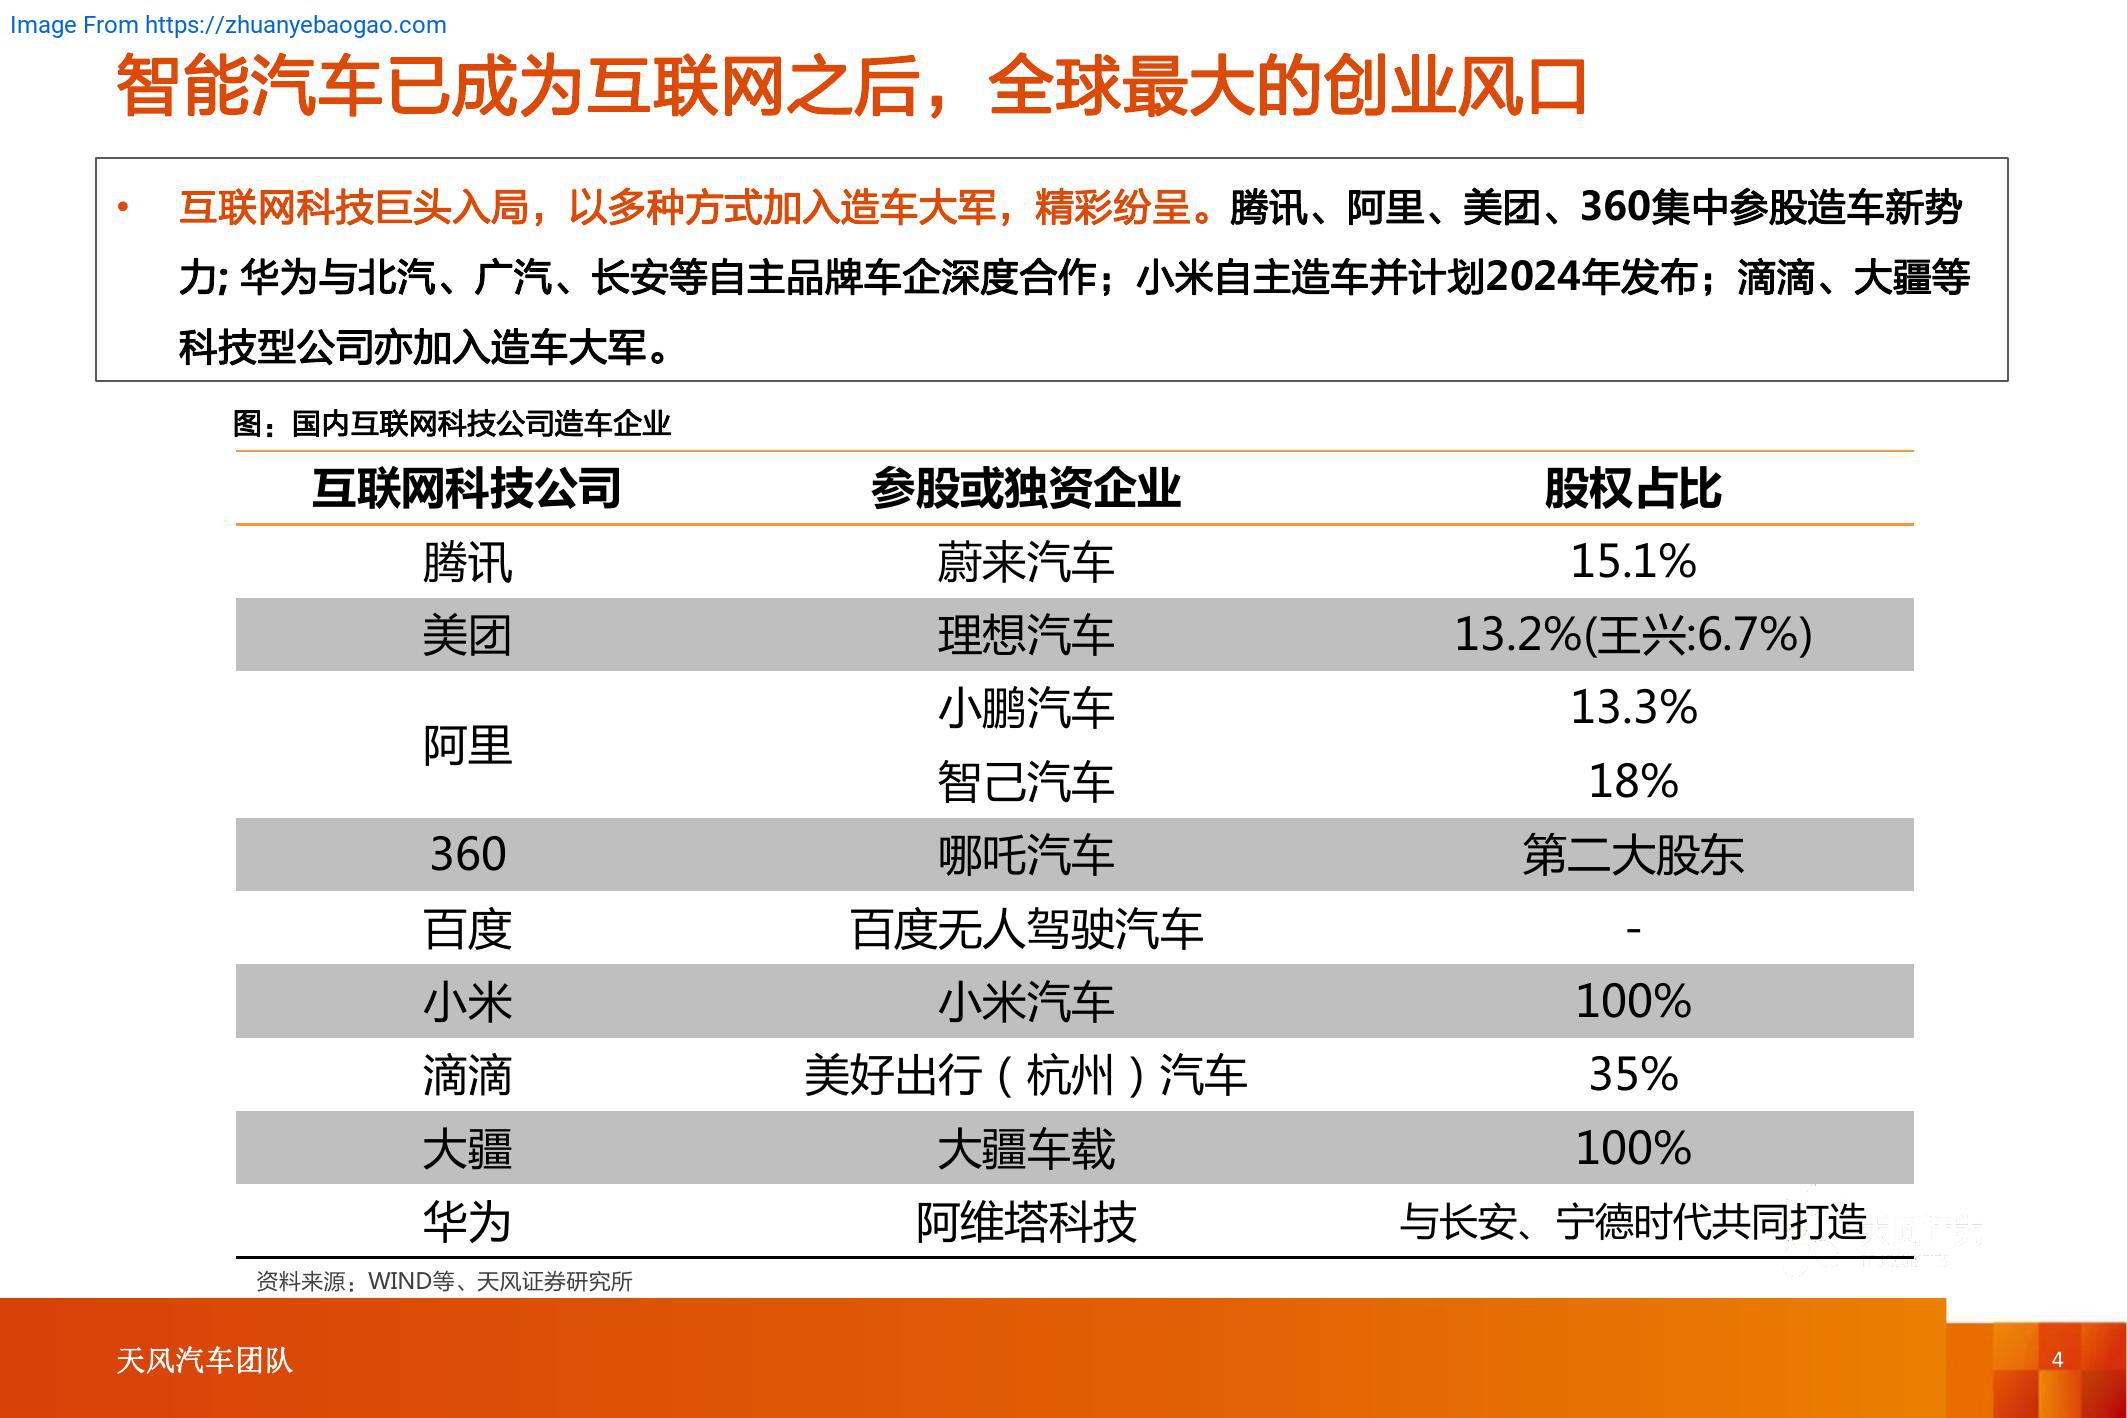 Image From https://zhuanyebaogao.com
智能汽车已成为互联网之后，全球最大的创业风口
• 互联网科技巨头入局，以多种方式加入造车大军，精彩纷呈。腾讯、阿里、美团、360集中参股造车新势
力; 华为与北汽、广汽、长安等自主品牌车企深度合作；小米自主造车并计划2024年发布；滴滴、大疆等
科技型公司亦加入造车大军。
图：国内互联网科技公司造车企业
互联网科技公司 参股或独资企业 股权占比
腾讯 蔚来汽车 15.1%
美团 理想汽车 13.2%(王兴:6.7%)
阿里 小鹏汽车 13.3%
智己汽车 18%
360 哪吒汽车 第二大股东
百度 百度无人驾驶汽车 -
小米 小米汽车 100%
滴滴 美好出行（杭州）汽车 35%
大疆 大疆车载 100%
华为 阿维塔科技 与长安、宁德时代共同打造
资料来源：WIND等、天风证券研究所
天风汽车团队
4